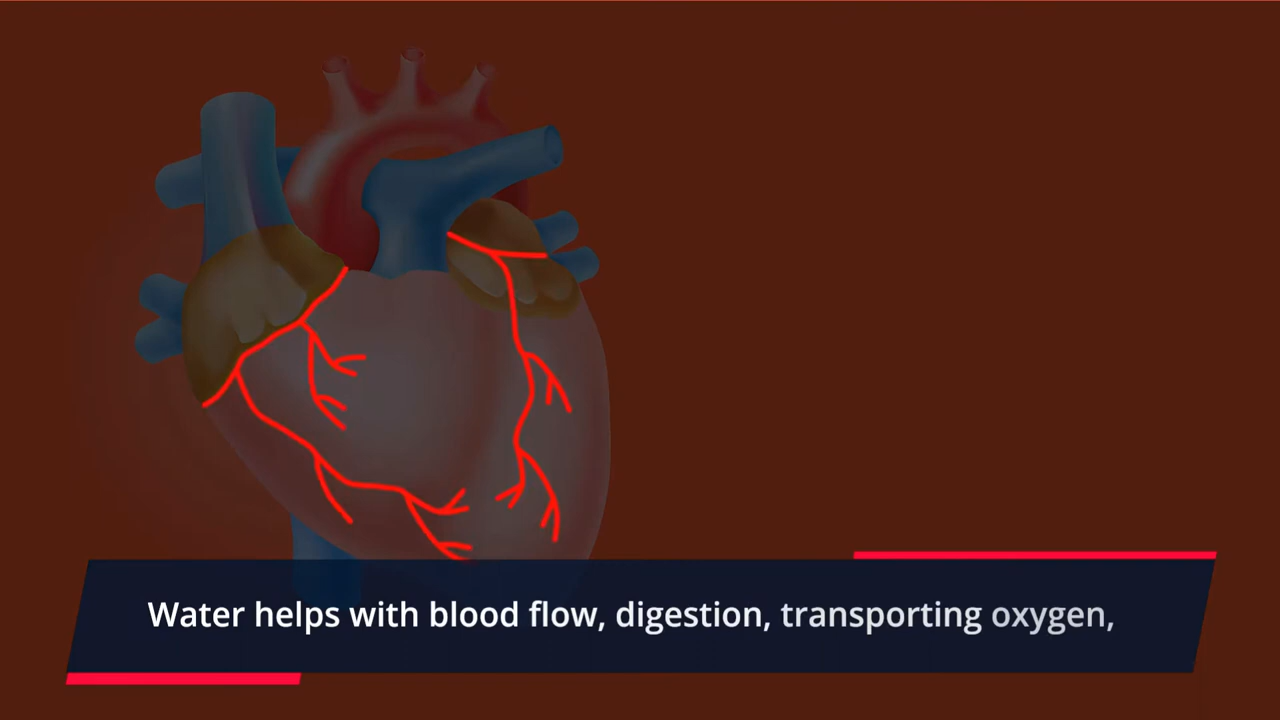 Water helps with blood flow, digestion, transporting oxygen,